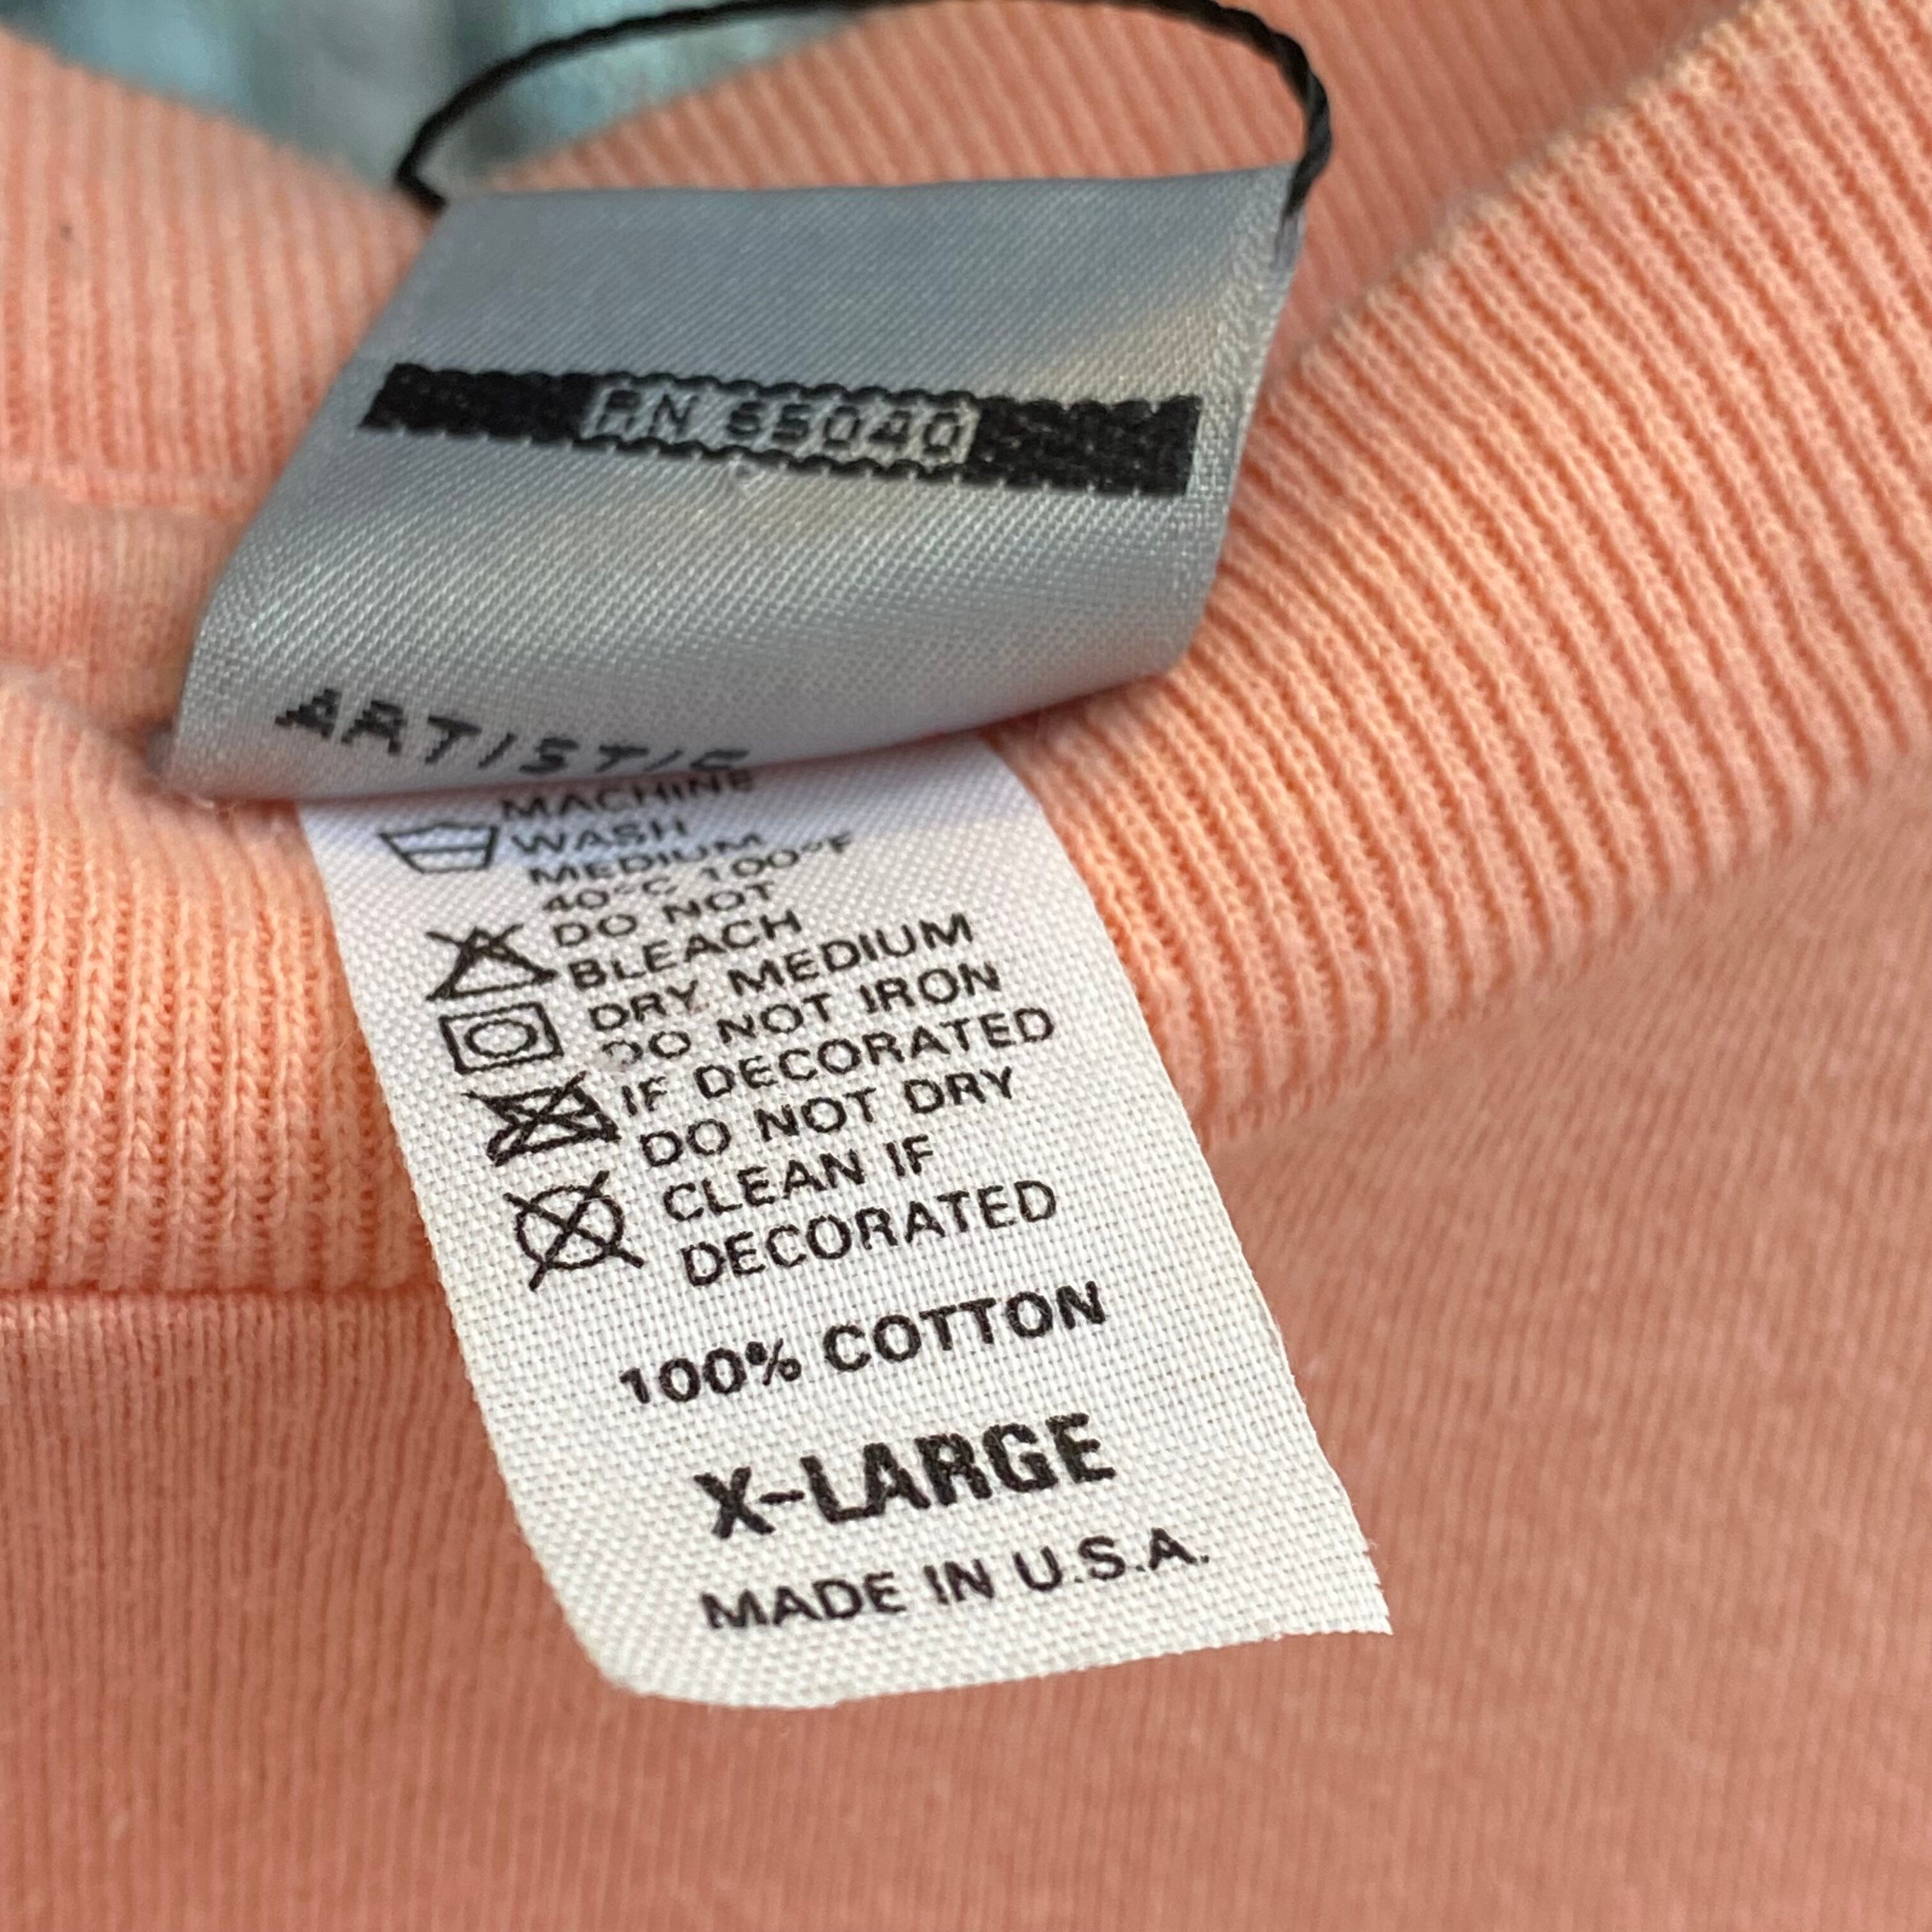 RN 65040
ARTISTIC
MACHINE
WASH
MEDIUM
40°C 100°F
DO NOT
BLEACH
DRY MEDIUM
DO NOT IRON
IF DECORATED
DO NOT DRY
CLEAN IF
DECORATED
100% COTTON
X-LARGE
MADE IN U.S.A.